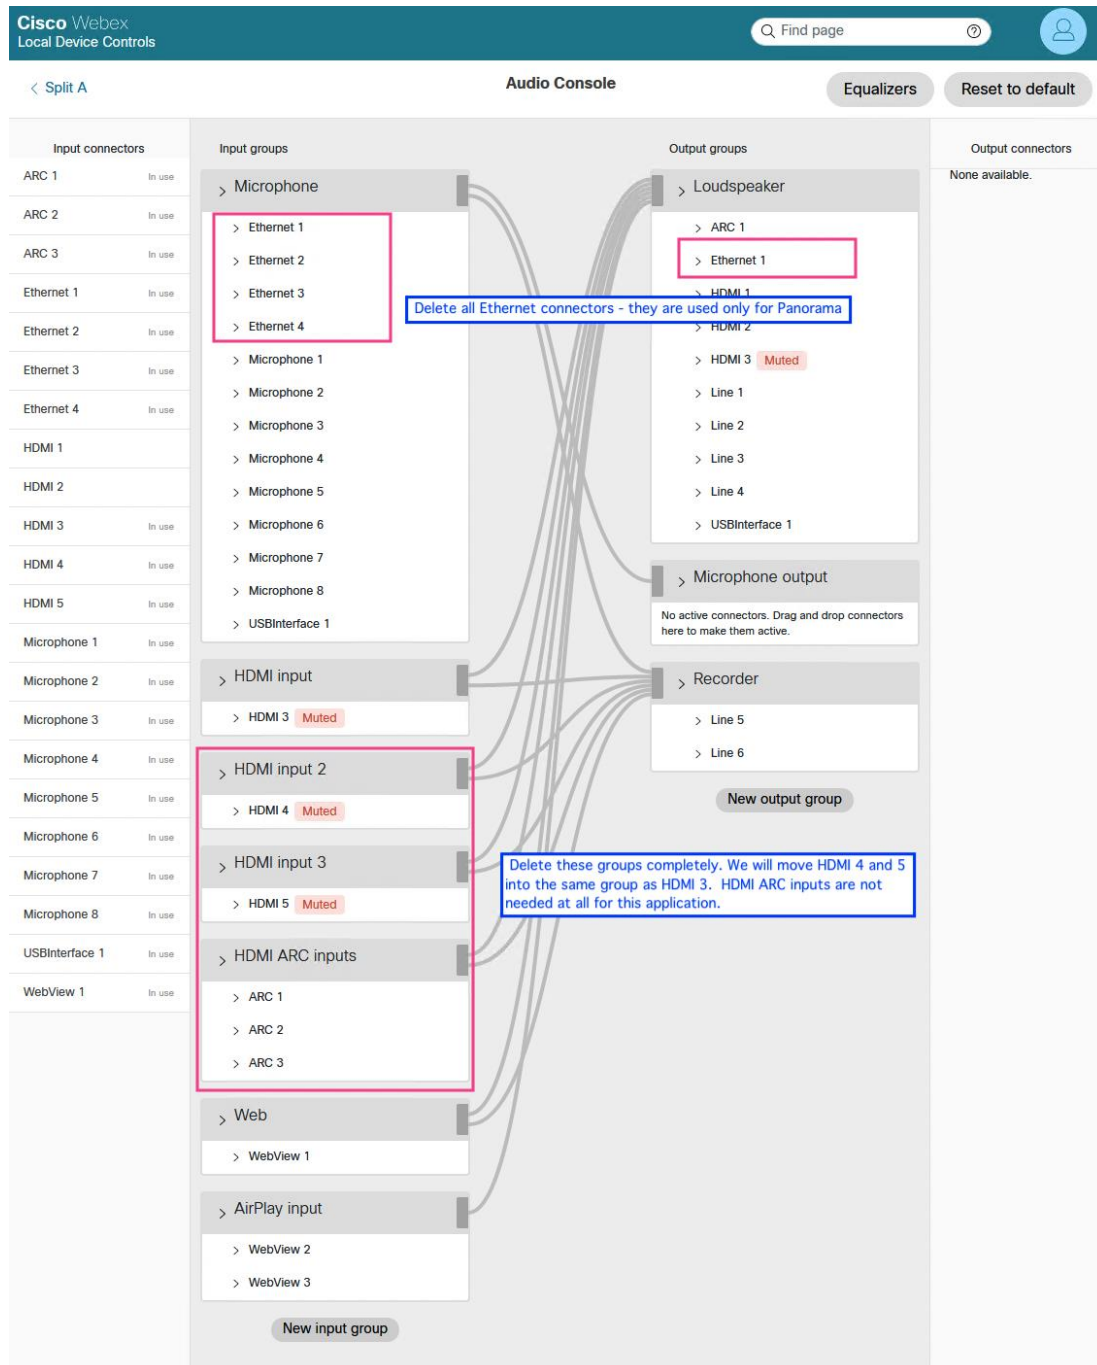 Cisco Webex
Local Device Controls
Find page
Split A
Audio Console
Equalizers
Reset to default
Input connectors
ARC 1 In use
ARC 2 In use
ARC 3 In use
Ethernet 1 In use
Ethernet 2 In use
Ethernet 3 In use
Ethernet 4 In use
HDMI 1
HDMI 2
HDMI 3 In use
HDMI 4 In use
HDMI 5 In use
Microphone 1 In use
Microphone 2 In use
Microphone 3 In use
Microphone 4 In use
Microphone 5 In use
Microphone 6 In use
Microphone 7 In use
Microphone 8 In use
USBInterface 1 In use
WebView 1 In use
Input groups
Microphone
Ethernet 1
Ethernet 2
Ethernet 3
Ethernet 4
Microphone 1
Microphone 2
Microphone 3
Microphone 4
Microphone 5
Microphone 6
Microphone 7
Microphone 8
USBInterface 1
HDMI input
HDMI 3 Muted
HDMI input 2
HDMI 4 Muted
HDMI input 3
HDMI 5 Muted
HDMI ARC inputs
ARC 1
ARC 2
ARC 3
Web
WebView 1
AirPlay input
WebView 2
WebView 3
New input group
Delete all Ethernet connectors - they are used only for Panorama
Delete these groups completely. We will move HDMI 4 and 5
into the same group as HDMI 3. HDMI ARC inputs are not
needed at all for this application.
Output groups
Loudspeaker
ARC 1
Ethernet 1
HDMI 1
HDMI 2
HDMI 3 Muted
Line 1
Line 2
Line 3
Line 4
USBInterface 1
Microphone output
No active connectors. Drag and drop connectors
here to make them active.
Recorder
Line 5
Line 6
New output group
Output connectors
None available.